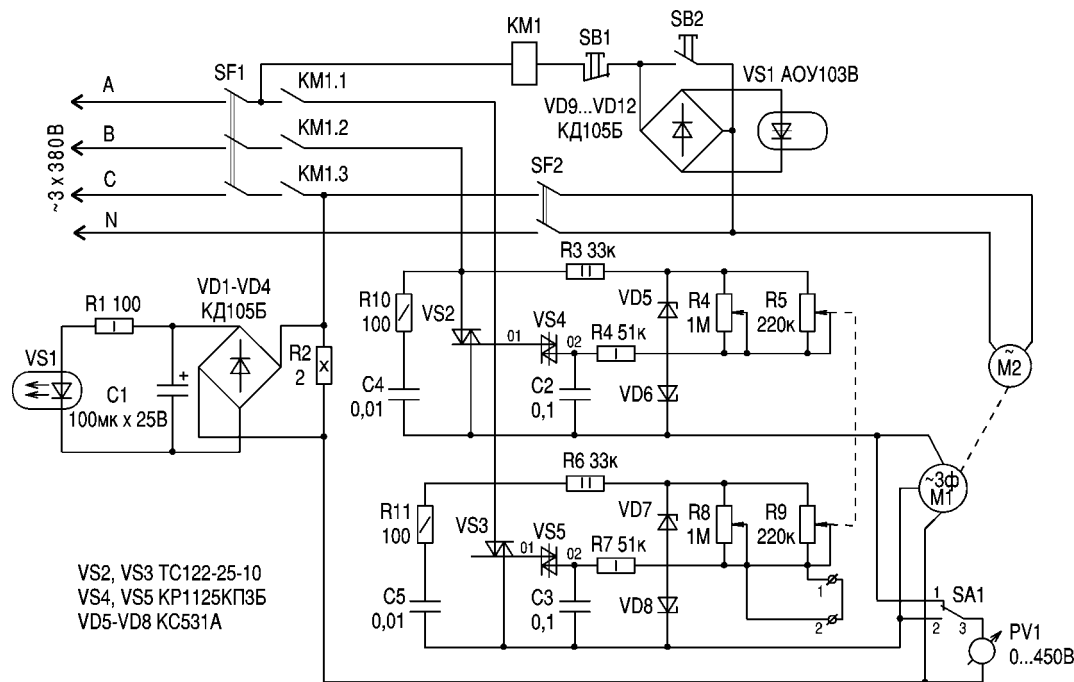 KM1
SB1
SB2
SF1
KM1.1
VS1 АОУ103В
A
VD9...VD12
КД105Б
KM1.2
B
~3 x 380В
C
KM1.3
SF2
N
R3 33к
VD1-VD4
КД105Б
R1 100
R10
100
VS2
VS4
VD5
R4
1М
R5
220к
01
02
R4 51к
VS1
R2
2
~
M2
C1
100мк x 25В
+
C4
0,01
C2
0,1
VD6
R6 33к
~3ф
М1
R11
100
VS3
VS5
VD7
R8
1М
R9
220к
01
02
R7 51к
VS2, VS3 ТС122-25-10
VS4, VS5 КР1125КП3Б
VD5-VD8 КС531А
C5
0,01
C3
0,1
VD8
1
2
1
2
3
SA1
PV1
0...450В